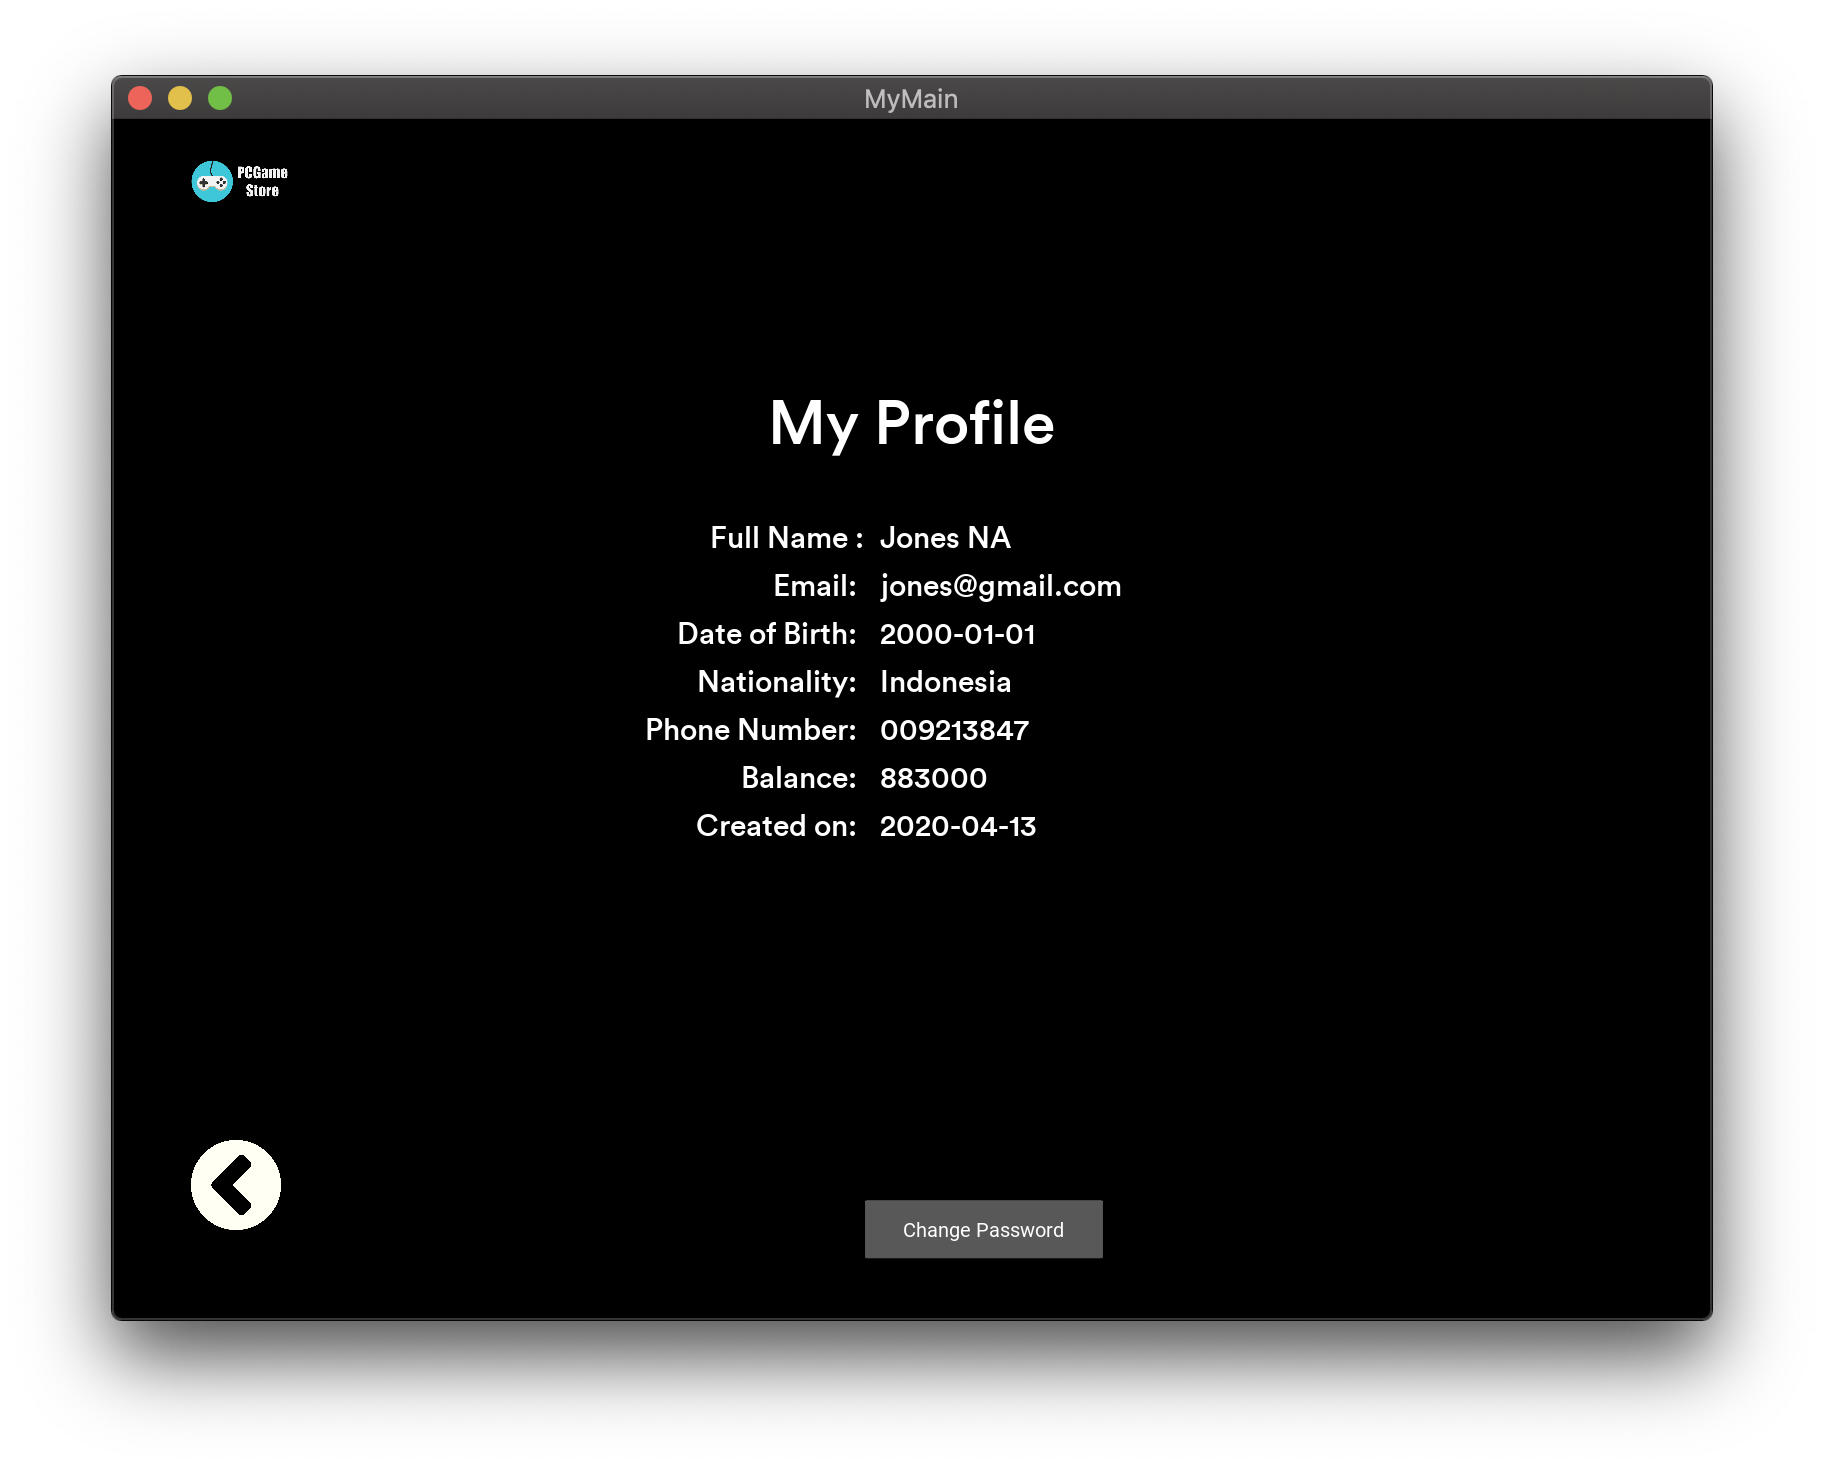 MyMain
PCGame
Store
My Profile
Full Name : Jones NA
Email: jones@gmail.com
Date of Birth: 2000-01-01
Nationality: Indonesia
Phone Number: 009213847
Balance: 883000
Created on: 2020-04-13
Change Password